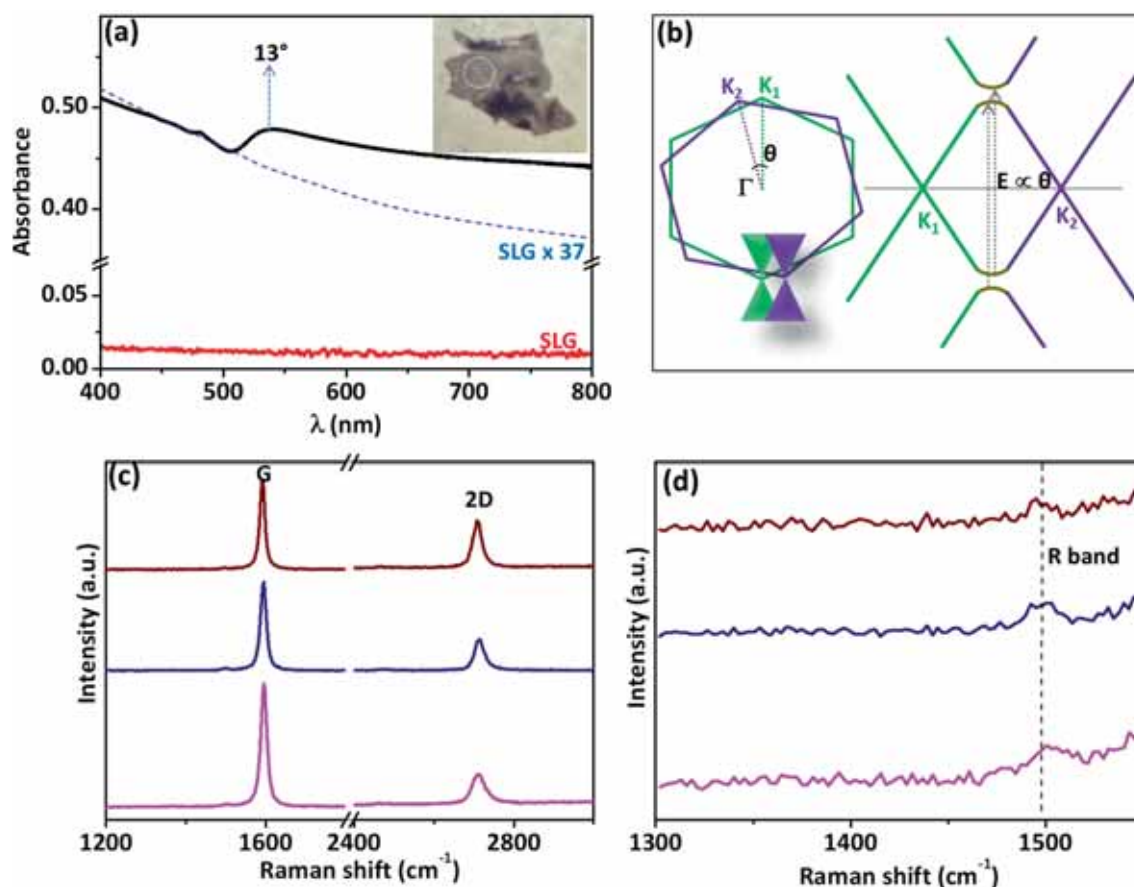 (a)
13°
0.50
0.40
Absorbance
SLG x 37
0.05
SLG
0.00
400 500 600 700 800
λ (nm)
(b)
K2 K1
θ
Γ
E ∝ θ
K1 K2
(c)
G
2D
Intensity (a.u.)
1200 1600 2400 2800
Raman shift (cm⁻¹)
(d)
R band
Intensity (a.u.)
1300 1400 1500
Raman shift (cm⁻¹)